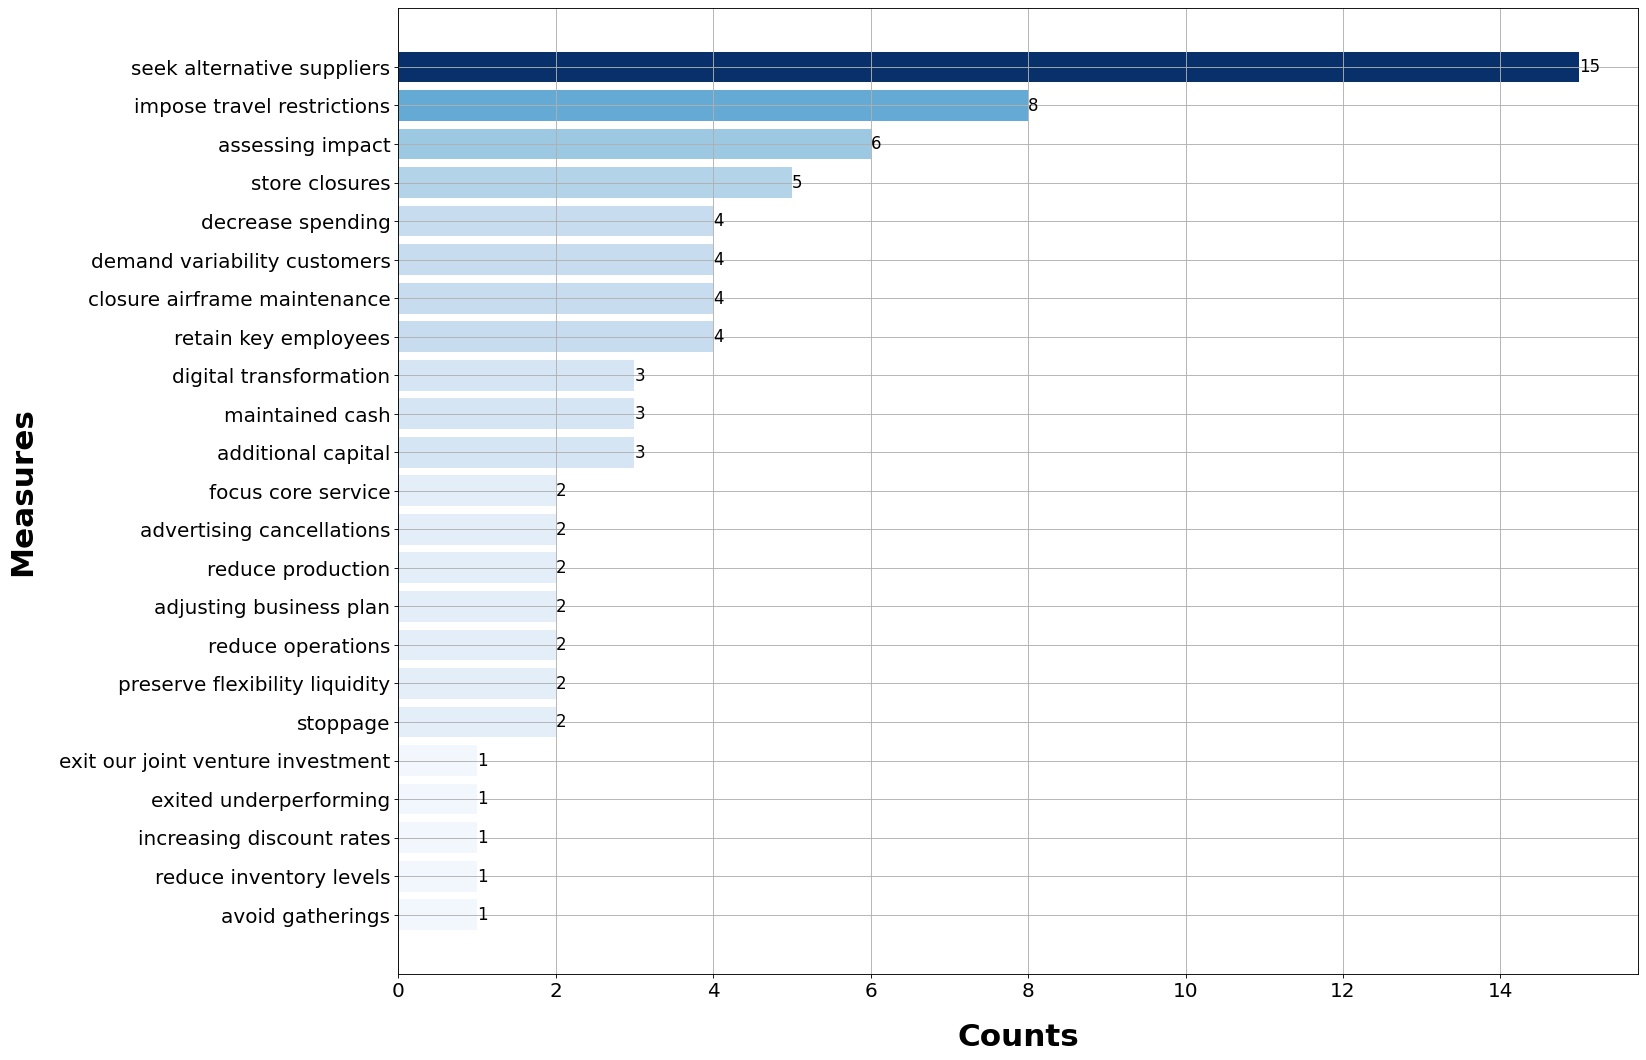 seek alternative suppliers 15
impose travel restrictions 8
assessing impact 6
store closures 5
decrease spending 4
demand variability customers 4
closure airframe maintenance 4
retain key employees 4
digital transformation 3
maintained cash 3
additional capital 3
focus core service 2
advertising cancellations 2
reduce production 2
adjusting business plan 2
reduce operations 2
preserve flexibility liquidity 2
stoppage 2
exit our joint venture investment 1
exited underperforming 1
increasing discount rates 1
reduce inventory levels 1
avoid gatherings 1
Measures
0 2 4 6 8 10 12 14
Counts